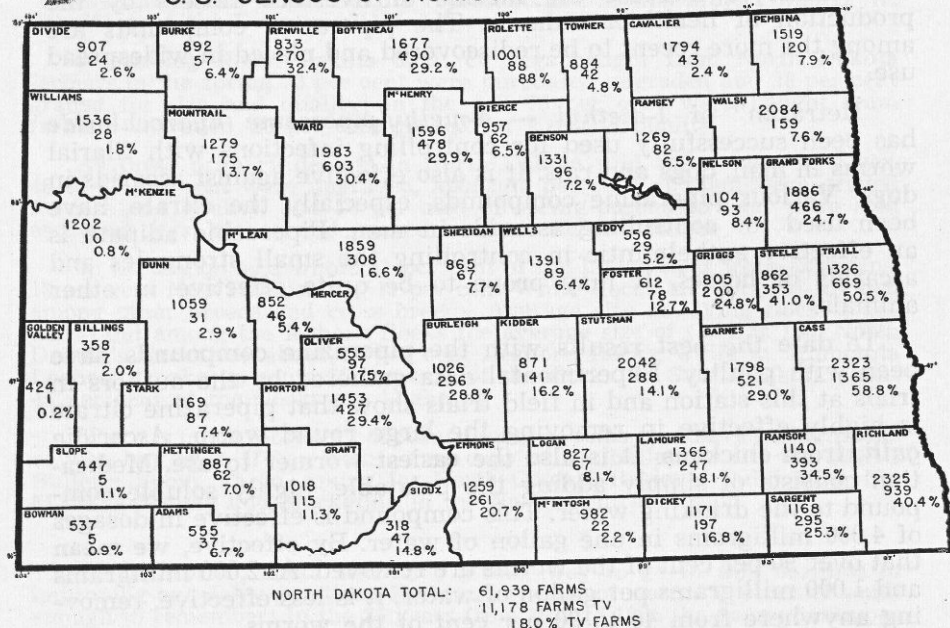 DIVIDE
907
24
2.6%
BURKE
892
57
6.4%
RENVILLE
833
270
32.4%
BOTTINEAU
1677
490
29.2%
ROLETTE
1001
88
88%
TOWNER
884
42
4.8%
CAVALIER
1794
43
2.4%
PEMBINA
1519
120
7.9%
1536
28
1.8%
MOUNTRAIL
1279
175
13.7%
WARD
1983
603
30.4%
McHENRY
1596
478
29.9%
PIERCE
957
62
6.5%
BENSON
1331
96
7.2%
RAMSEY
1269
82
6.5%
WALSH
2084
159
7.6%
NELSON
1104
93
8.4%
GRAND FORKS
1886
466
24.7%
McKENZIE
1202
10
0.8
DUNN
1059
31
2.9%
McLEAN
1859
308
16.6%
MERCER
852
46
5.4%
OLIVER
555
97
17.5%
SHERIDAN
865
67
7.7%
WELLS
1399
89
6.4%
EDDY
559
29
5.2%
FOSTER
612
78
12.7%
GRIGGS
805
200
24.8%
STEELE
862
353
41.0%
TRAILL
1326
669
50.5%
GOLDEN
VALLEY
424
1
0.2%
BILLINGS
358
7
2.0%
STARK
1169
87
7.4%
MORTON
1453
427
29.4%
BURLEIGH
1026
296
28.8%
KIDDER
871
141
16.2%
STUTSMAN
1742
288
16.5%
BARNES
1798
521
29.0%
CASS
2323
1365
58.8%
SLOPE
447
5
1.1%
HETTINGER
887
62
7.0%
GRANT
1018
115
11.3%
SIOUX
318
47
14.8%
EMMONS
1259
261
20.7%
LOGAN
827
67
8.1%
LAMOURE
1365
247
18.1%
RANSOM
1140
393
34.5%
RICHLAND
2325
939
40.4%
BOWMAN
537
5
0.9%
ADAMS
555
37
6.7%
McINTOSH
982
22
2.2%
DICKEY
1171
197
16.8%
SARGENT
1168
295
25.3%
NORTH DAKOTA TOTAL: 61,939 FARMS
11,178 FARMS TV
18.0% TV FARMS